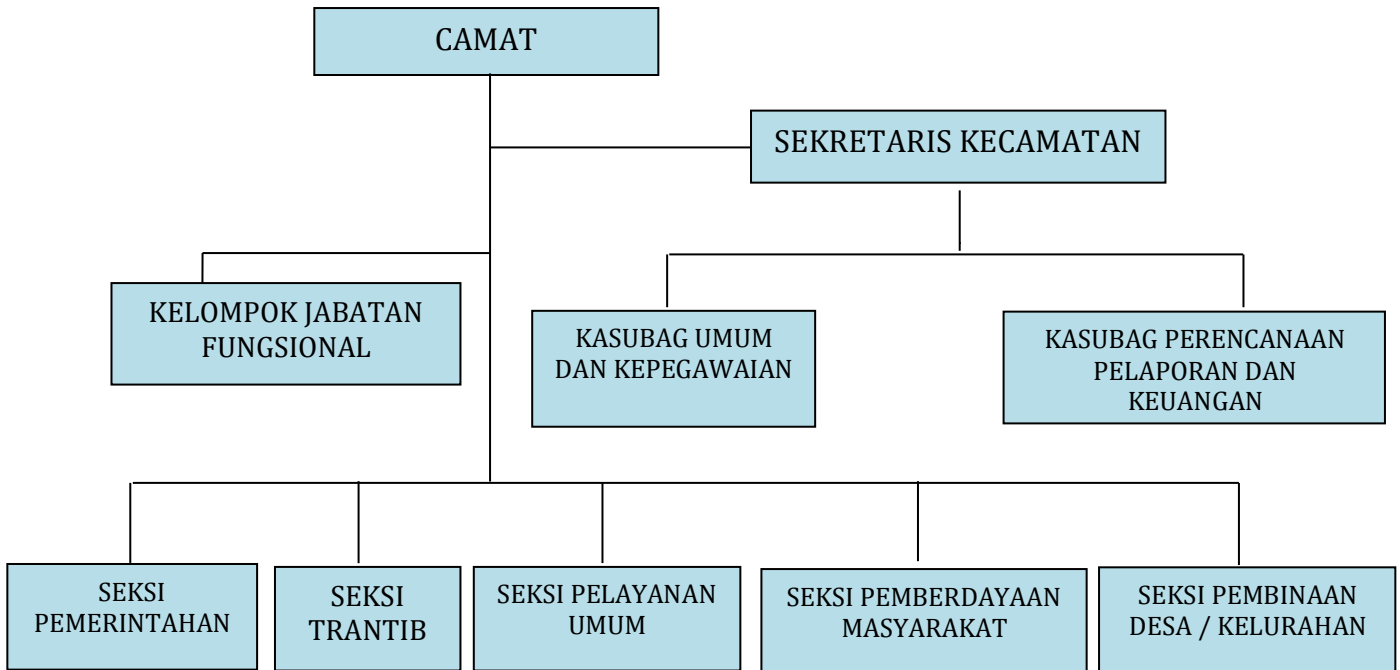 CAMAT
SEKRETARIS KECAMATAN
KELOMPOK JABATAN
FUNGSIONAL
KASUBAG UMUM
DAN KEPEGAWAIAN
KASUBAG PERENCANAAN
PELAPORAN DAN
KEUANGAN
SEKSI
PEMERINTAHAN
SEKSI
TRANTIB
SEKSI PELAYANAN
UMUM
SEKSI PEMBERDAYAAN
MASYARAKAT
SEKSI PEMBINAAN
DESA / KELURAHAN